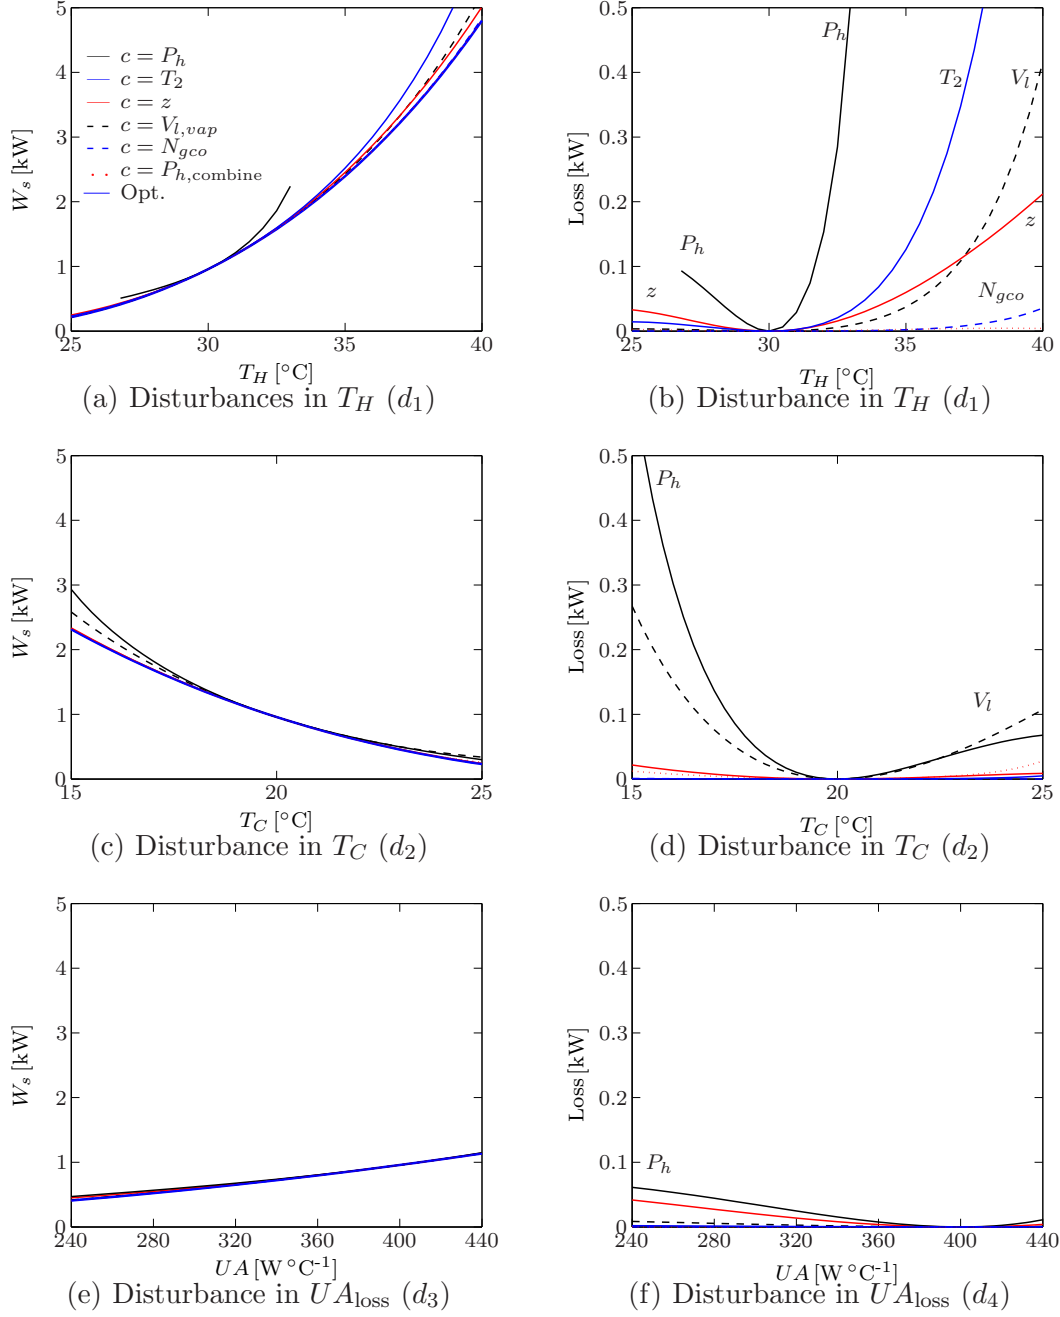 5
4
3
2
1
0
W_s [kW]
c = P_h
c = T_2
c = z
c = V_{l,vap}
c = N_{gco}
c = P_{h,combine}
Opt.
25 30 35 40
T_H [°C]
(a) Disturbances in T_H (d_1)
0.5
0.4
0.3
0.2
0.1
0
Loss [kW]
P_h
T_2
V_l
z
P_h
N_{gco}
z
25 30 35 40
T_H [°C]
(b) Disturbance in T_H (d_1)
5
4
3
2
1
0
W_s [kW]
15 20 25
T_C [°C]
(c) Disturbance in T_C (d_2)
0.5
0.4
0.3
0.2
0.1
0
Loss [kW]
P_h
V_l
15 20 25
T_C [°C]
(d) Disturbance in T_C (d_2)
5
4
3
2
1
0
W_s [kW]
240 280 320 360 400 440
UA [W °C⁻¹]
(e) Disturbance in UA_{loss} (d_3)
0.5
0.4
0.3
0.2
0.1
0
Loss [kW]
P_h
240 280 320 360 400 440
UA [W °C⁻¹]
(f) Disturbance in UA_{loss} (d_4)